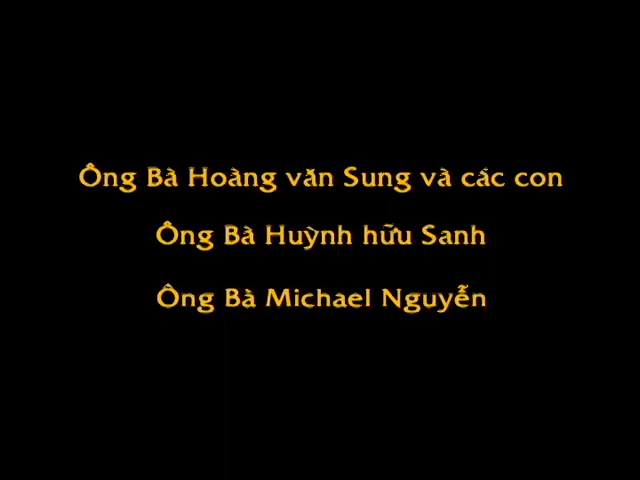 Ông Bà Hoàng văn Sung và các con
Ông Bà Huỳnh hữu Sanh
Ông Bà Michael Nguyễn